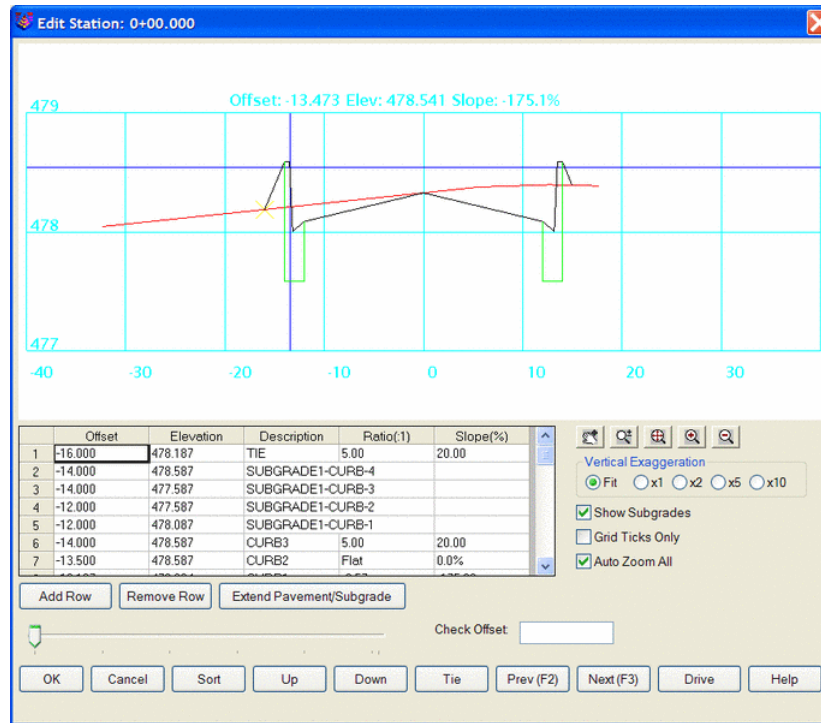 Edit Station: 0+00.000
Offset: -13.473 Elev: 478.541 Slope: -175.1%
479
478
477
-40 -30 -20 -10 0 10 20 30
Offset Elevation Description Ratio(:1) Slope(%)
1 -16.000 478.187 TIE 5.00 20.00
2 -14.000 478.587 SUBGRADE1-CURB-4
3 -14.000 477.587 SUBGRADE1-CURB-3
4 -12.000 477.587 SUBGRADE1-CURB-2
5 -12.000 478.087 SUBGRADE1-CURB-1
6 -14.000 478.587 CURB3 5.00 20.00
7 -13.500 478.587 CURB2 Flat 0.0%
Vertical Exaggeration
Fit x1 x2 x5 x10
Show Subgrades
Grid Ticks Only
Auto Zoom All
Add Row Remove Row Extend Pavement/Subgrade
Check Offset:
OK Cancel Sort Up Down Tie Prev (F2) Next (F3) Drive Help